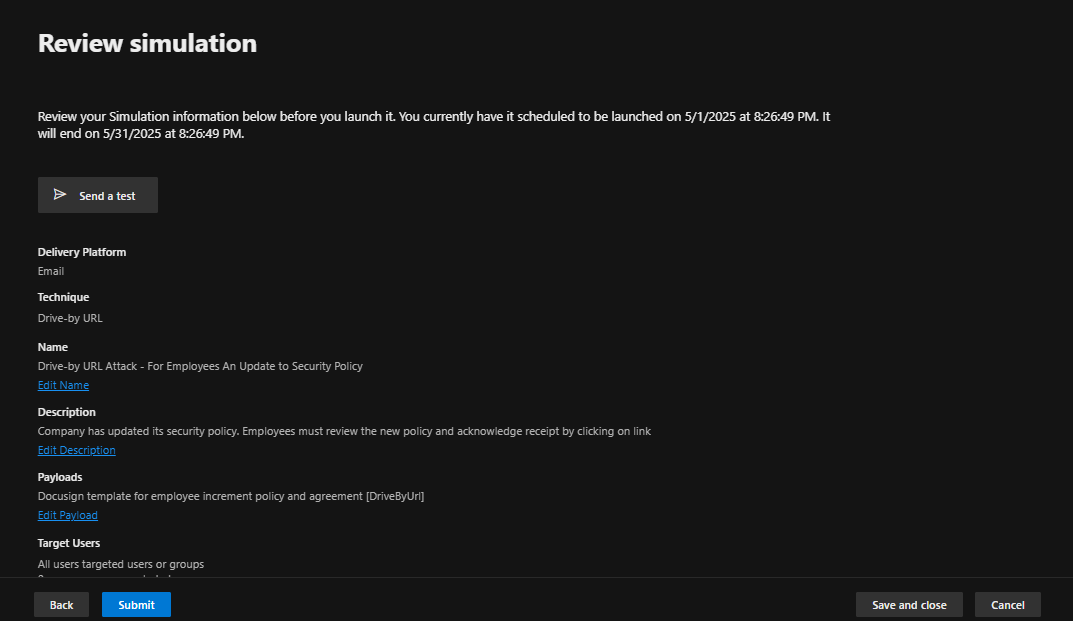 Review simulation
Review your Simulation information below before you launch it. You currently have it scheduled to be launched on 5/1/2025 at 8:26:49 PM. It
will end on 5/31/2025 at 8:26:49 PM.
Send a test
Delivery Platform
Email
Technique
Drive-by URL
Name
Drive-by URL Attack - For Employees An Update to Security Policy
Edit Name
Description
Company has updated its security policy. Employees must review the new policy and acknowledge receipt by clicking on link
Edit Description
Payloads
Docusign template for employee increment policy and agreement [DriveByUrl]
Edit Payload
Target Users
All users targeted users or groups
Back
Submit
Save and close
Cancel